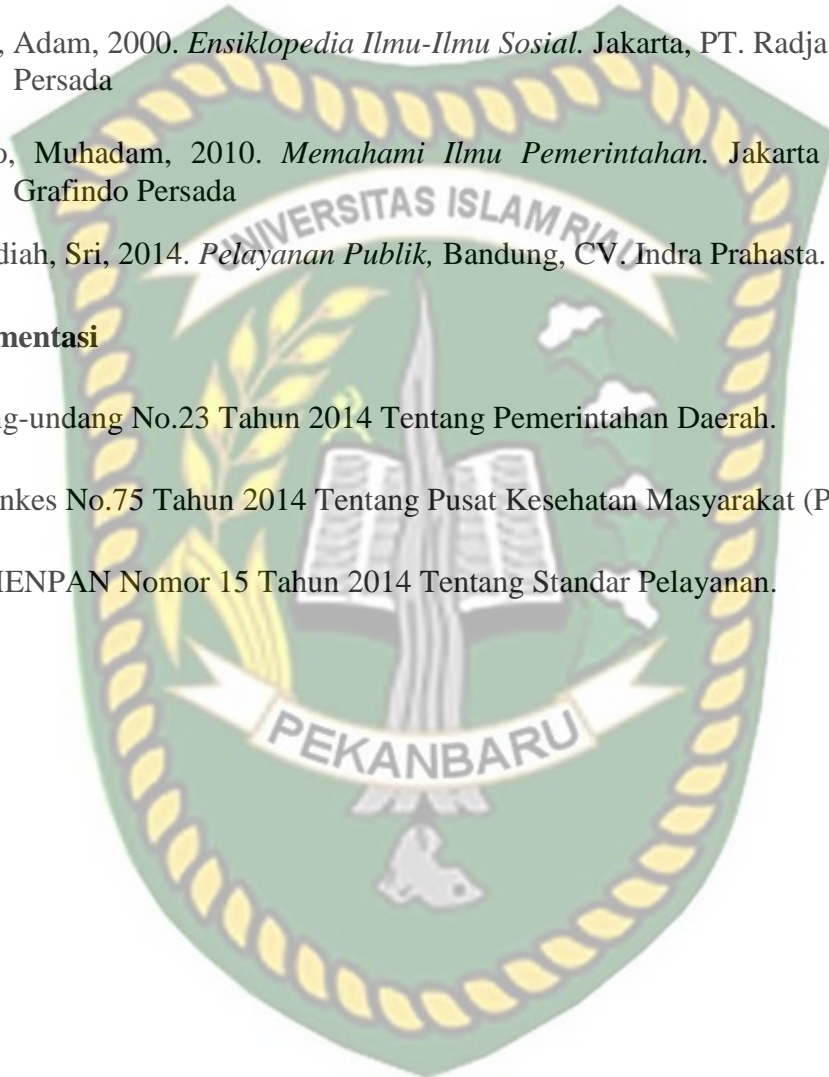 , Adam, 2000. Ensiklopedia Ilmu-Ilmu Sosial. Jakarta, PT. Radja
Persada
o, Muhadam, 2010. Memahami Ilmu Pemerintahan. Jakarta
Grafindo Persada
diah, Sri, 2014. Pelayanan Publik, Bandung, CV. Indra Prahasta.
mentasi
ng-undang No.23 Tahun 2014 Tentang Pemerintahan Daerah.
nkes No.75 Tahun 2014 Tentang Pusat Kesehatan Masyarakat (P
IENPAN Nomor 15 Tahun 2014 Tentang Standar Pelayanan.
UNIVERSITAS ISLAM RIAU
PEKANBARU